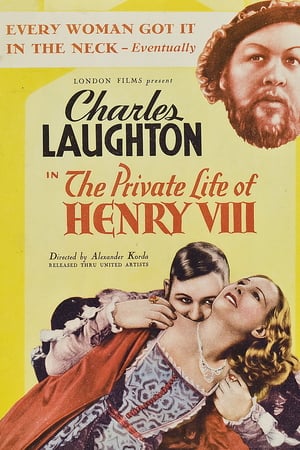 EVERY WOMAN GOT IT
IN THE NECK – Eventually
LONDON FILMS present
Charles
LAUGHTON
IN The Private Life of
HENRY VIII
Directed by Alexander Korda
RELEASED THRU UNITED ARTISTS